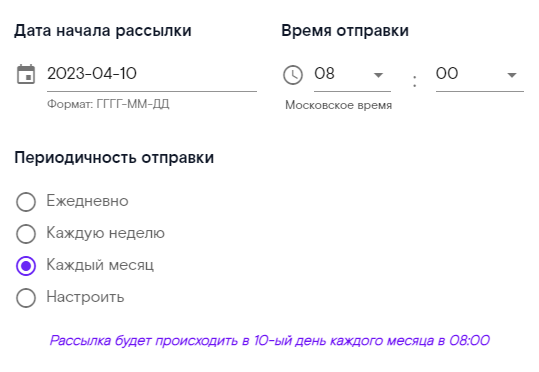 Дата начала рассылки
Время отправки
2023-04-10
08 : 00
Формат: ГГГГ-ММ-ДД
Московское время
Периодичность отправки
Ежедневно
Каждую неделю
Каждый месяц
Настроить
Рассылка будет происходить в 10-ый день каждого месяца в 08:00